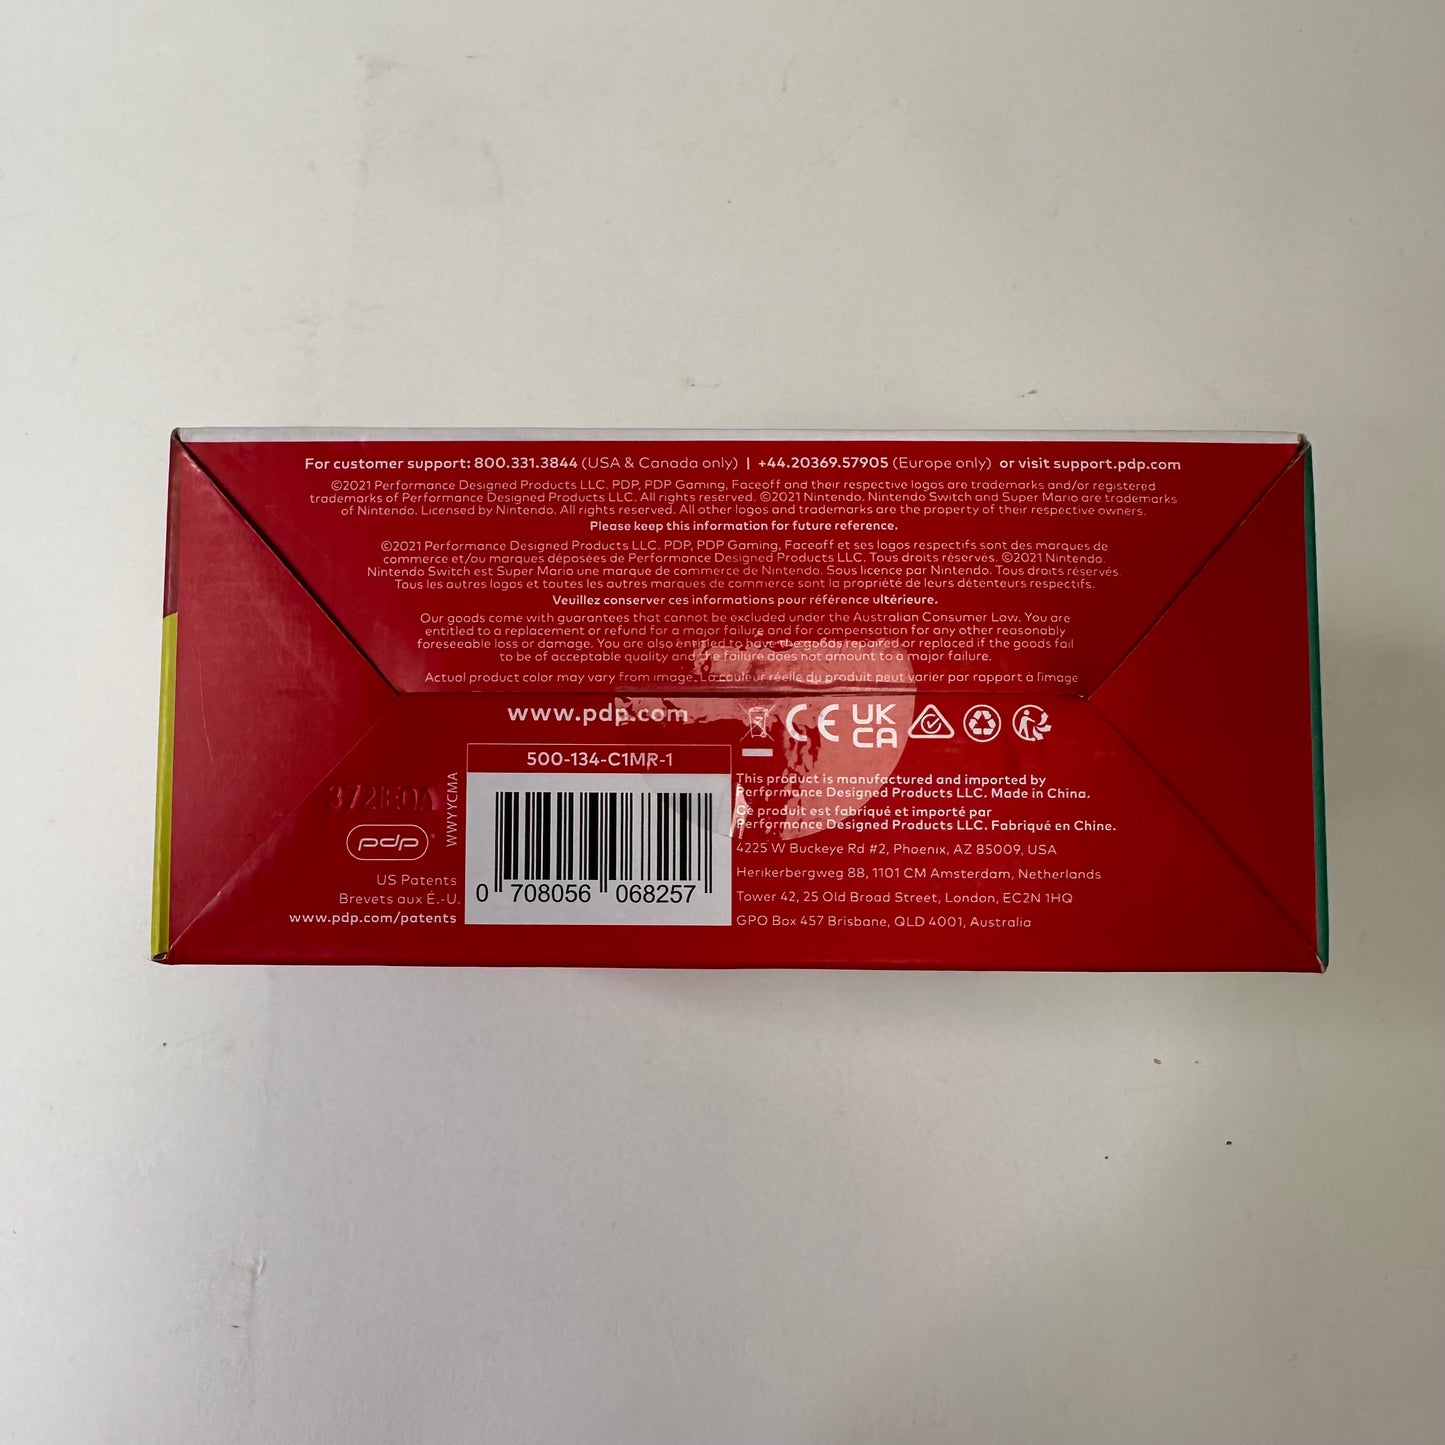 For customer support: 800.331.3844 (USA & Canada only) | +44.20369.57905 (Europe only) or visit support.pdp.com
©2021 Performance Designed Products LLC. PDP, PDP Gaming, Faceoff and their respective logos are trademarks and/or registered
trademarks of Performance Designed Products LLC. All rights reserved. ©2021 Nintendo. Nintendo Switch and Super Mario are trademarks
of Nintendo. Licensed by Nintendo. All rights reserved. All other logos and trademarks are the property of their respective owners.
Please keep this information for future reference.
©2021 Performance Designed Products LLC. PDP, PDP Gaming, Faceoff et ses logos respectifs sont des marques de
commerce et/ou marques déposées de Performance Designed Products LLC. Tous droits réservés. ©2021 Nintendo.
Nintendo Switch est Super Mario une marque de commerce de Nintendo. Sous licence par Nintendo. Tous droits réservés.
Tous les autres logos et toutes les autres marques de commerce sont la propriété de leurs détenteurs respectifs.
Veuillez conserver ces informations pour référence ultérieure.
Our goods come with guarantees that cannot be excluded under the Australian Consumer Law. You are
entitled to a replacement or refund for a major failure and for compensation for any other reasonably
foreseeable loss or damage. You are also entitled to have the goods repaired or replaced if the goods fail
to be of acceptable quality and the failure does not amount to a major failure.
Actual product color may vary from image. La couleur réelle du produit peut varier par rapport à l'image
www.pdp.com
CE UK
CA
500-134-C1MR-1
WWYYCMA
pdp
US Patents
Brevets aux É.-U.
www.pdp.com/patents
0 708056 068257
This product is manufactured and imported by
Performance Designed Products LLC. Made in China.
Ce produit est fabriqué et importé par
Performance Designed Products LLC. Fabriqué en Chine.
4225 W Buckeye Rd #2, Phoenix, AZ 85009, USA
Herikerbergweg 88, 1101 CM Amsterdam, Netherlands
Tower 42, 25 Old Broad Street, London, EC2N 1HQ
GPO Box 457 Brisbane, QLD 4001, Australia